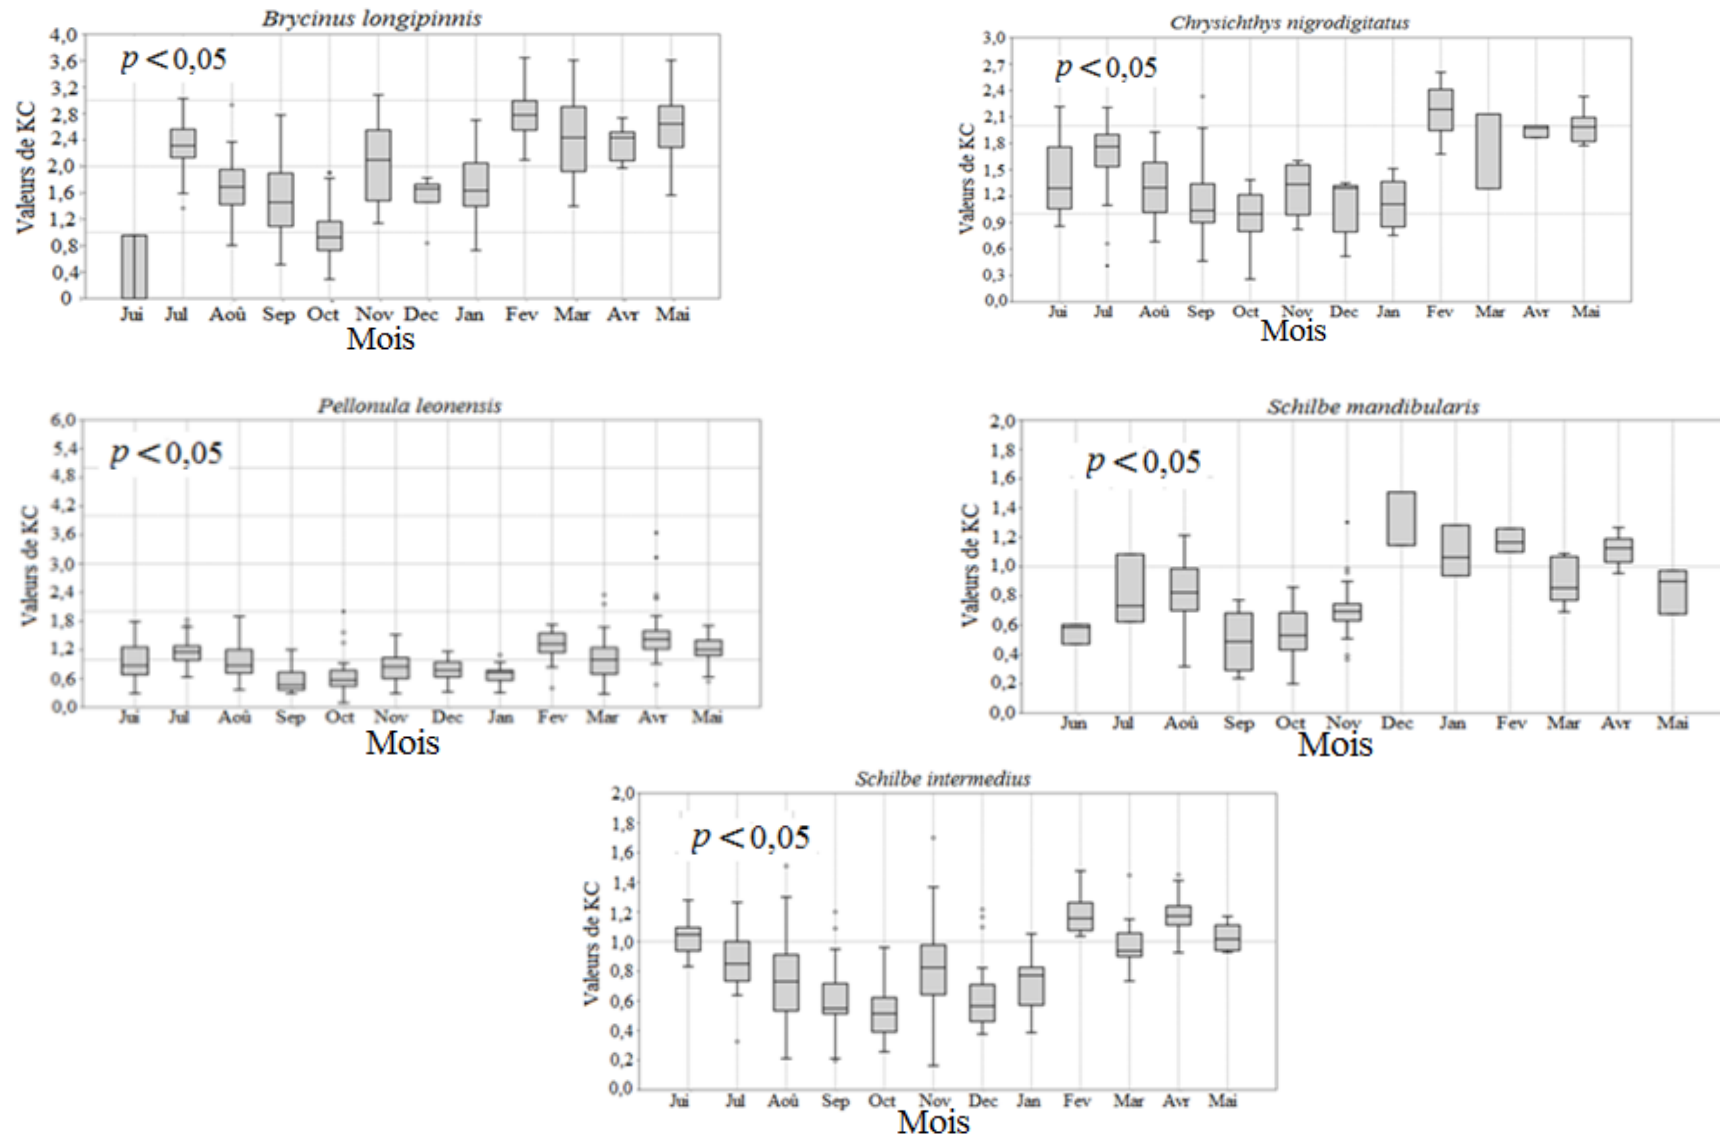 Brycinus longipinnis
p < 0,05
Valeurs de KC
4,0
3,6
3,2
2,8
2,4
2,0
1,6
1,2
0,8
0,4
0
Jui Jul Aoû Sep Oct Nov Dec Jan Fev Mar Avr Mai
Mois
Chrysichthys nigrodigitatus
p < 0,05
Valeurs de KC
3,0
2,7
2,4
2,1
1,8
1,5
1,2
0,9
0,6
0,3
0,0
Jui Jul Aoû Sep Oct Nov Dec Jan Fev Mar Avr Mai
Mois
Pellonula leonensis
p < 0,05
Valeurs de KC
6,0
5,4
4,8
4,2
3,6
3,0
2,4
1,8
1,2
0,6
0,0
Jui Jul Aoû Sep Oct Nov Dec Jan Fev Mar Avr Mai
Mois
Schilbe mandibularis
p < 0,05
Valeurs de KC
2,0
1,8
1,6
1,4
1,2
1,0
0,8
0,6
0,4
0,2
0,0
Jun Jul Aoû Sep Oct Nov Dec Jan Fev Mar Avr Mai
Mois
Schilbe intermedius
p < 0,05
Valeurs de KC
2,0
1,8
1,6
1,4
1,2
1,0
0,8
0,6
0,4
0,2
0,0
Jui Jul Aoû Sep Oct Nov Dec Jan Fev Mar Avr Mai
Mois